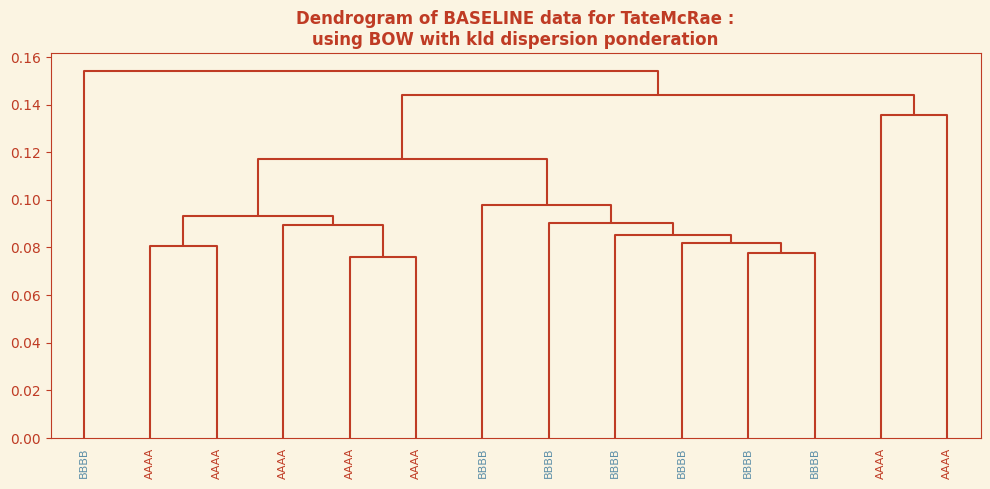 Dendrogram of BASELINE data for TateMcRae :
using BOW with kld dispersion ponderation
0.16
0.14
0.12
0.10
0.08
0.06
0.04
0.02
0.00
BBBB
AAAA
AAAA
AAAA
AAAA
AAAA
BBBB
BBBB
BBBB
BBBB
BBBB
BBBB
AAAA
AAAA